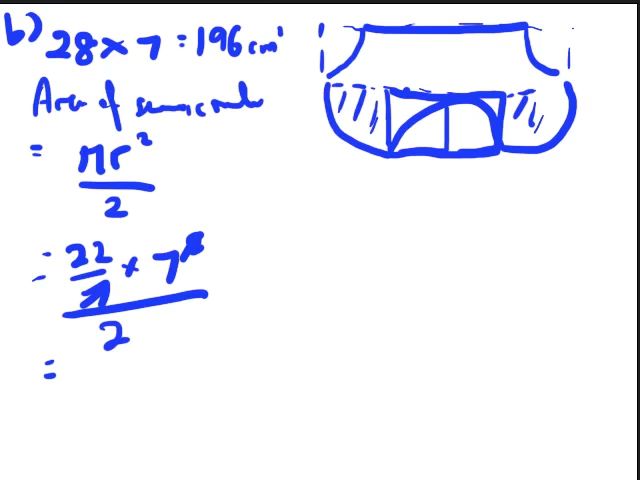 b) 28 × 7 = 196 cm²
Area of semicircle
= πr²
2
= 22
7 × 7²
2
=